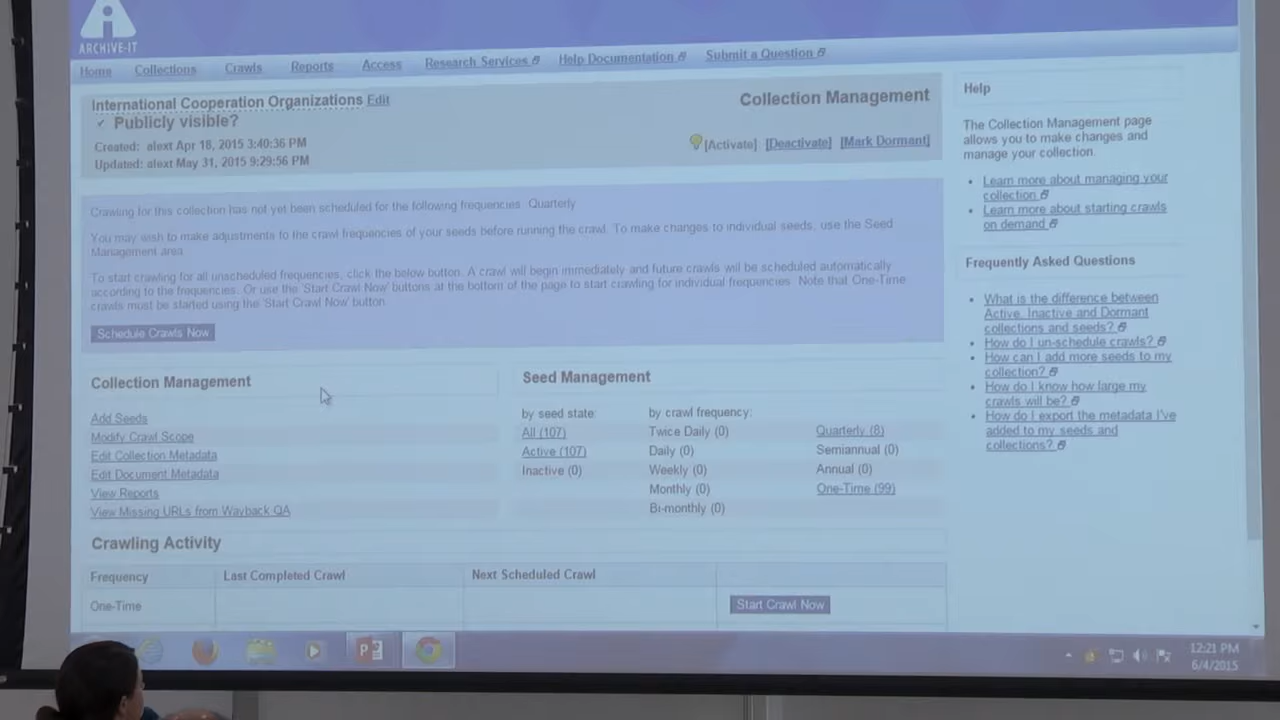 ARCHIVE-IT
Home Collections Crawls Reports Access Research Services Help Documentation Submit a Question
International Cooperation Organizations Edit
✓ Publicly visible?
Created: alext Apr 18, 2015 3:40:36 PM
Updated: alext May 31, 2015 9:29:56 PM
Collection Management
[Activate] [Deactivate] [Mark Dormant]
Crawling for this collection has not yet been scheduled for the following frequencies: Quarterly
You may wish to make adjustments to the crawl frequencies of your seeds before running the crawl. To make changes to individual seeds, use the Seed
Management area.
To start crawling for all unscheduled frequencies, click the below button. A crawl will begin immediately and future crawls will be scheduled automatically
according to the frequencies. Or use the 'Start Crawl Now' buttons at the bottom of the page to start crawling for individual frequencies. Note that One-Time
crawls must be started using the 'Start Crawl Now' button.
Schedule Crawls Now
Collection Management
Add Seeds
Modify Crawl Scope
Edit Collection Metadata
Edit Document Metadata
View Reports
View Missing URLs from Wayback QA
Seed Management
by seed state:
All (107)
Active (107)
Inactive (0)
by crawl frequency:
Twice Daily (0)
Daily (0)
Weekly (0)
Monthly (0)
Bi-monthly (0)
Quarterly (8)
Semiannual (0)
Annual (0)
One-Time (99)
Crawling Activity
Frequency Last Completed Crawl Next Scheduled Crawl
One-Time Start Crawl Now
Help
The Collection Management page
allows you to make changes and
manage your collection.
• Learn more about managing your
collection
• Learn more about starting crawls
on demand
Frequently Asked Questions
• What is the difference between
Active, Inactive and Dormant
collections and seeds?
• How do I un-schedule crawls?
• How can I add more seeds to my
collection?
• How do I know how large my
crawls will be?
• How do I export the metadata I've
added to my seeds and
collections?
12:21 PM
6/4/2015